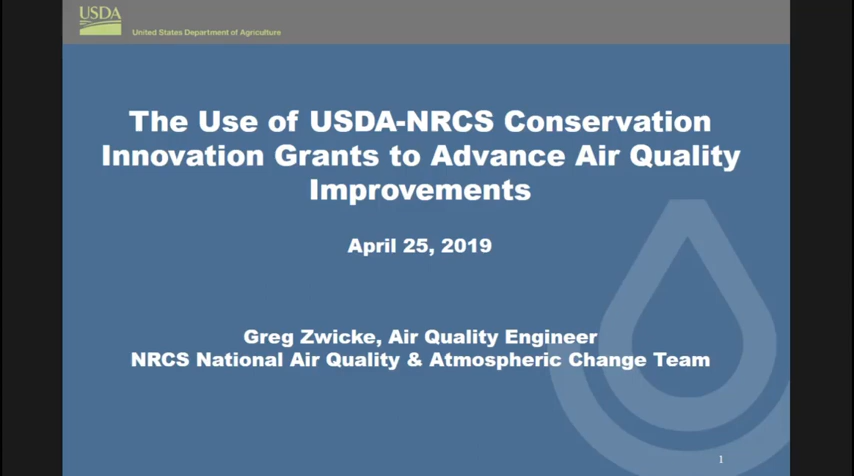 USDA
United States Department of Agriculture
The Use of USDA-NRCS Conservation
Innovation Grants to Advance Air Quality
Improvements
April 25, 2019
Greg Zwicke, Air Quality Engineer
NRCS National Air Quality & Atmospheric Change Team
1